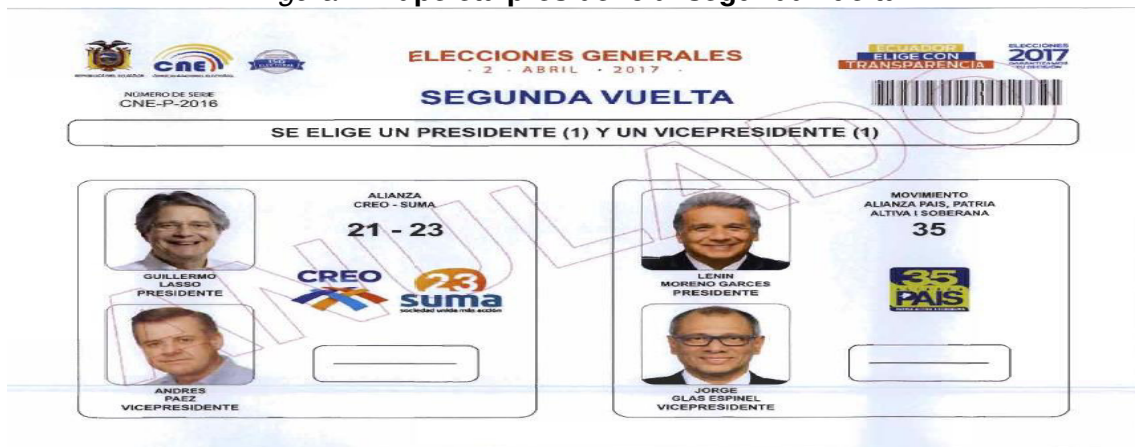 ELECCIONES GENERALES
- 2 - ABRIL - 2017 -
SEGUNDA VUELTA
CNE
NÚMERO DE SERIE
CNE-P-2016
ECUADOR
ELIGE CON
TRANSPARENCIA
ELECCIONES
2017
SE ELIGE UN PRESIDENTE (1) Y UN VICEPRESIDENTE (1)
ANULADO
ALIANZA
CREO - SUMA
21 - 23
CREO
23
suma
sociedad unida más acción
GUILLERMO
LASSO
PRESIDENTE
ANDRES
PAEZ
VICEPRESIDENTE
MOVIMIENTO
ALIANZA PAIS, PATRIA
ALTIVA I SOBERANA
35
35
PAÍS
LENIN
MORENO GARCES
PRESIDENTE
JORGE
GLAS ESPINEL
VICEPRESIDENTE